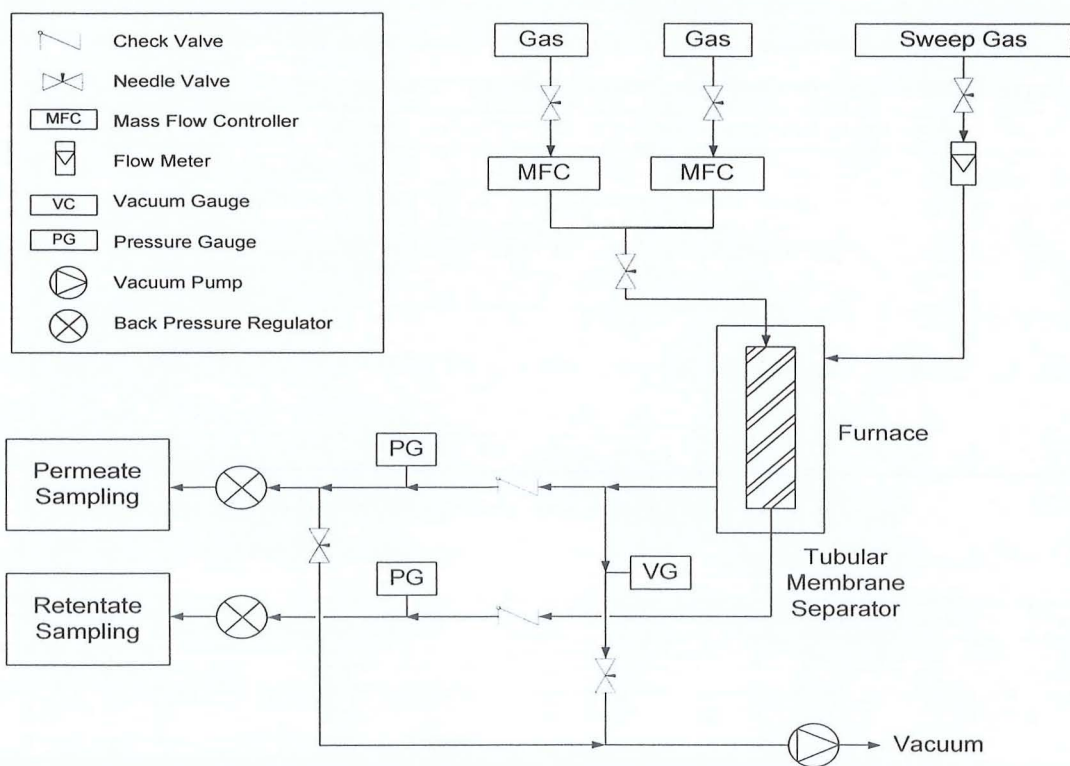 Check Valve
Needle Valve
MFC Mass Flow Controller
Flow Meter
VC Vacuum Gauge
PG Pressure Gauge
Vacuum Pump
Back Pressure Regulator
Gas Gas Sweep Gas
MFC MFC
Furnace
PG
Permeate
Sampling
Tubular
Membrane
Separator
VG
PG
Retentate
Sampling
Vacuum